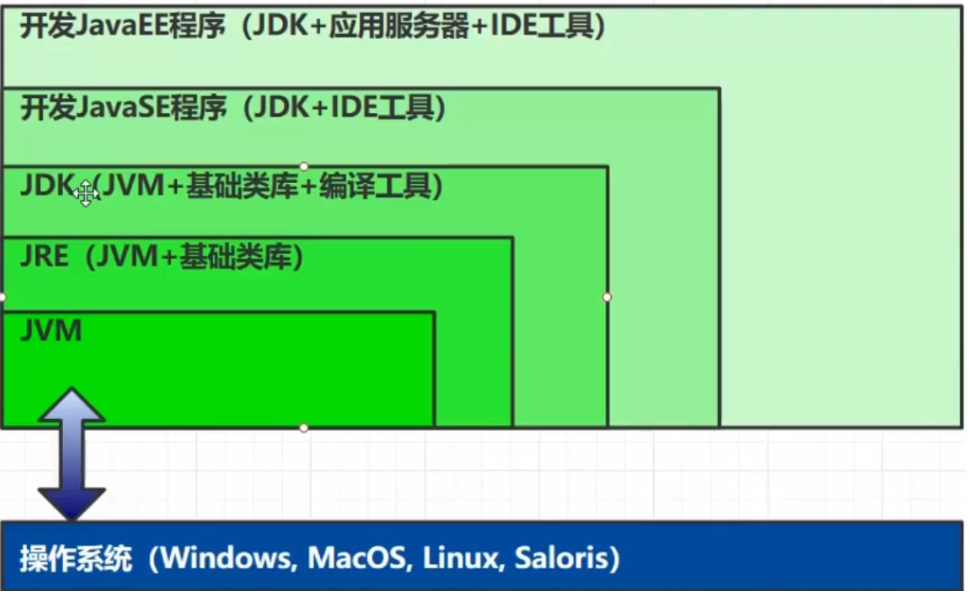 开发JavaEE程序（JDK+应用服务器+IDE工具）
开发JavaSE程序（JDK+IDE工具）
JDK（JVM+基础类库+编译工具）
JRE（JVM+基础类库）
JVM
操作系统（Windows, MacOS, Linux, Saloris）